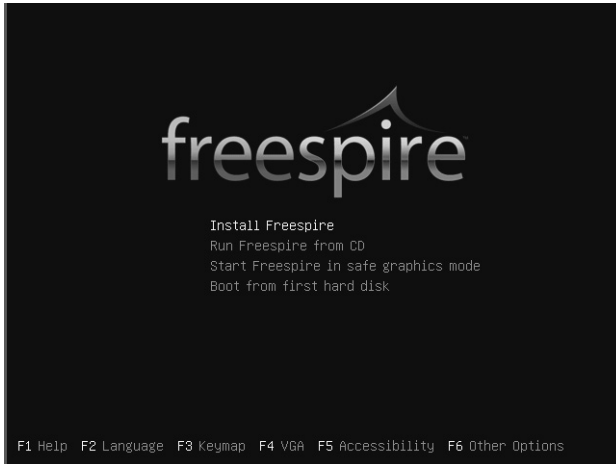 freespire™
Install Freespire
Run Freespire from CD
Start Freespire in safe graphics mode
Boot from first hard disk
F1 Help F2 Language F3 Keymap F4 VGA F5 Accessibility F6 Other Options